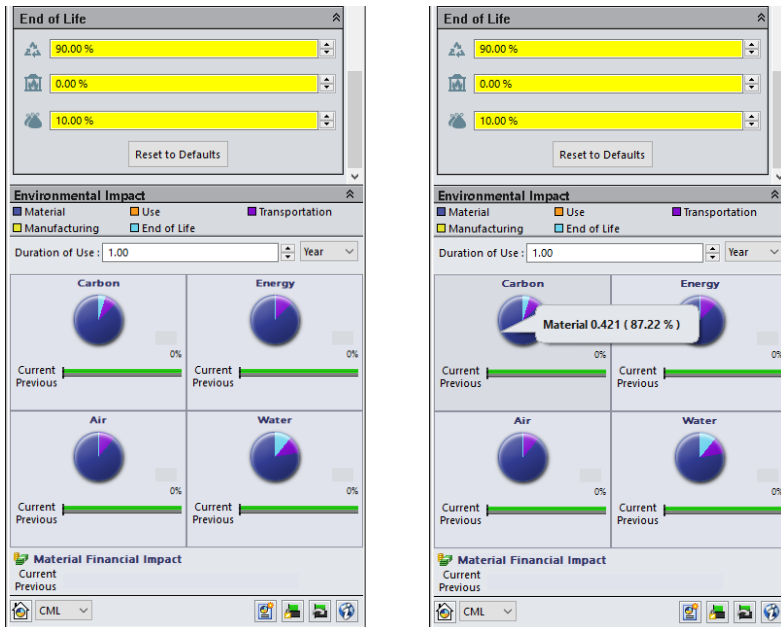 End of Life
90.00 %
0.00 %
10.00 %
Reset to Defaults
Environmental Impact
Material Use Transportation
Manufacturing End of Life
Duration of Use : 1.00 Year
Carbon Energy
0% 0%
Current Current
Previous Previous
Air Water
0% 0%
Current Current
Previous Previous
Material Financial Impact
Current
Previous
CML
End of Life
90.00 %
0.00 %
10.00 %
Reset to Defaults
Environmental Impact
Material Use Transportation
Manufacturing End of Life
Duration of Use : 1.00 Year
Carbon Energy
Material 0.421 ( 87.22 % )
0% 0%
Current Current
Previous Previous
Air Water
0% 0%
Current Current
Previous Previous
Material Financial Impact
Current
Previous
CML